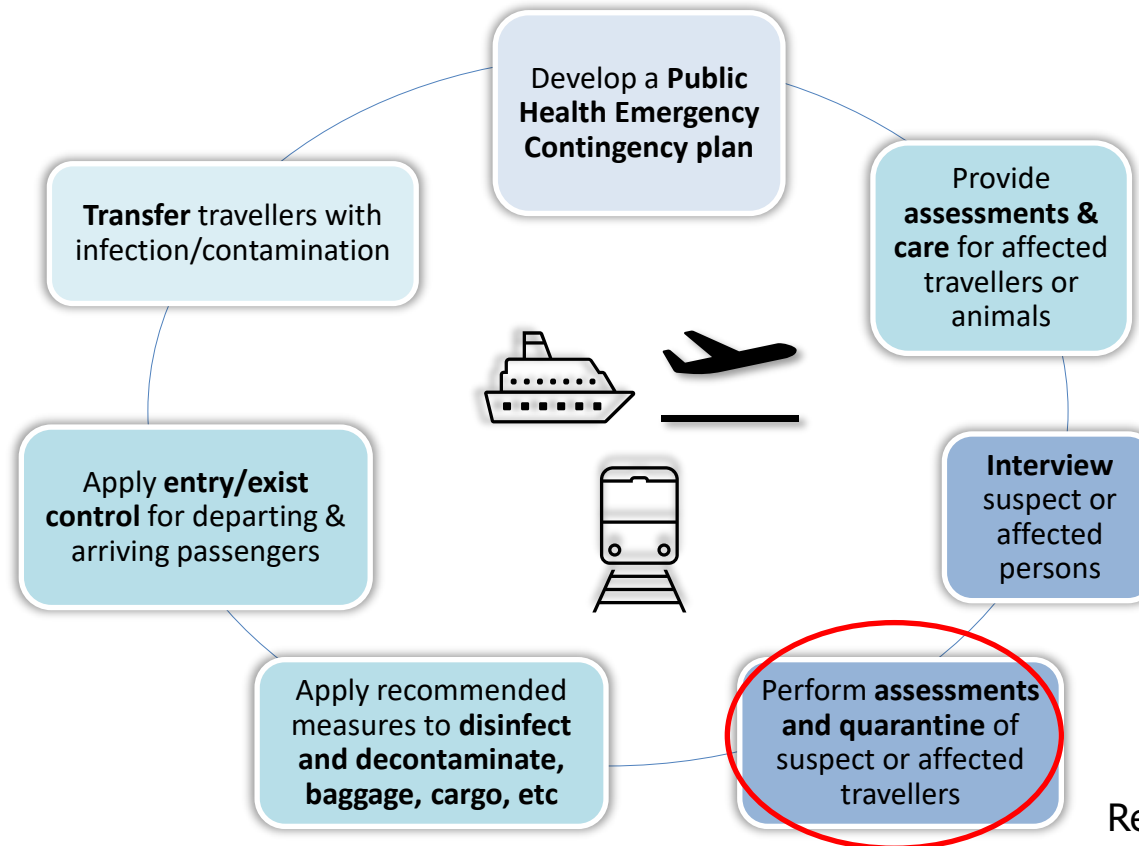 Develop a Public
Health Emergency
Contingency plan
Provide
assessments &
care for affected
travellers or
animals
Interview
suspect or
affected
persons
Perform assessments
and quarantine of
suspect or affected
travellers
Apply recommended
measures to disinfect
and decontaminate,
baggage, cargo, etc
Apply entry/exist
control for departing &
arriving passengers
Transfer travellers with
infection/contamination
Re